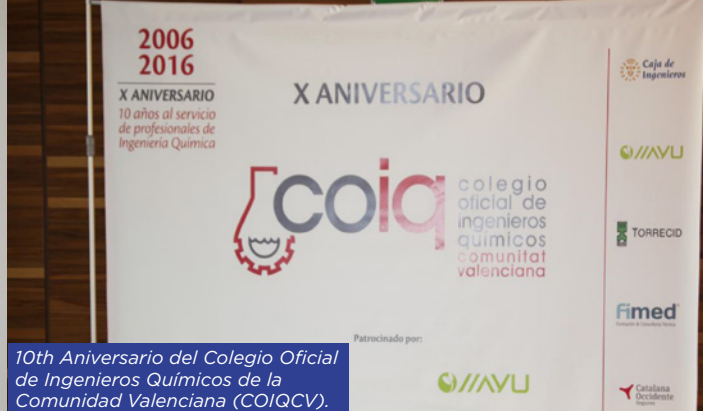 2006
2016
X ANIVERSARIO
10 años al servicio
de profesionales de
Ingeniería Química
X ANIVERSARIO
coiq
colegio
oficial de
ingenieros
químicos
comunitat
valenciana
Patrocinado por:
Caja de
Ingenieros
TORRECID
Fimed
Catalana
Occidente
Seguros
10th Aniversario del Colegio Oficial
de Ingenieros Químicos de la
Comunidad Valenciana (COIQCV).